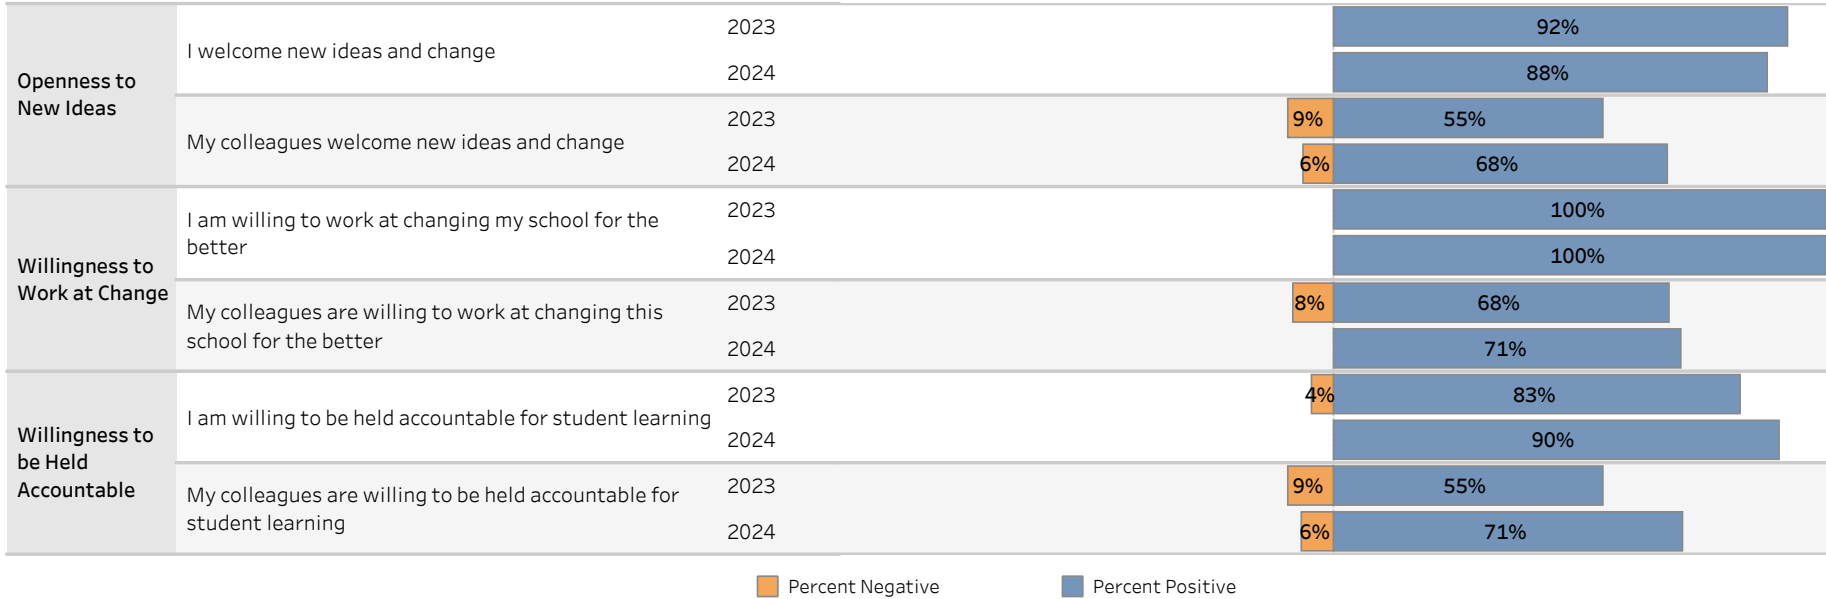 Openness to
New Ideas
I welcome new ideas and change
2023
92%
2024
88%
My colleagues welcome new ideas and change
2023
9%
55%
2024
6%
68%
Willingness to
Work at Change
I am willing to work at changing my school for the
better
2023
100%
2024
100%
My colleagues are willing to work at changing this
school for the better
2023
8%
68%
2024
71%
Willingness to
be Held
Accountable
I am willing to be held accountable for student learning
2023
4%
83%
2024
90%
My colleagues are willing to be held accountable for
student learning
2023
9%
55%
2024
6%
71%
Percent Negative
Percent Positive